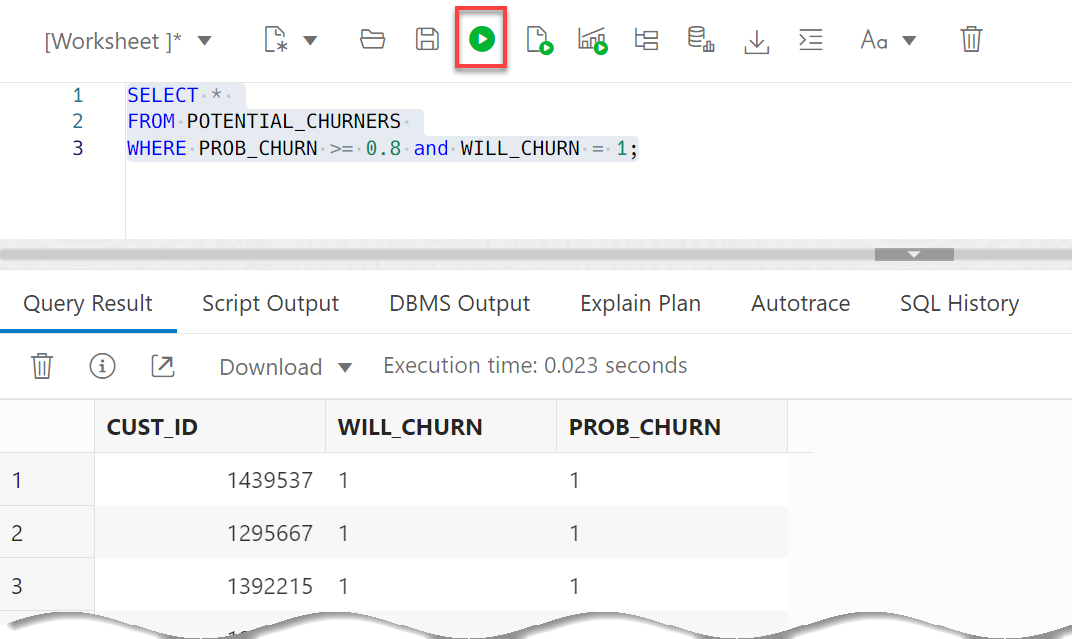 [Worksheet ]*
Aa
1 SELECT *
2 FROM POTENTIAL_CHURNERS
3 WHERE PROB_CHURN >= 0.8 and WILL_CHURN = 1;
Query Result Script Output DBMS Output Explain Plan Autotrace SQL History
Download Execution time: 0.023 seconds
CUST_ID WILL_CHURN PROB_CHURN
1 1439537 1 1
2 1295667 1 1
3 1392215 1 1